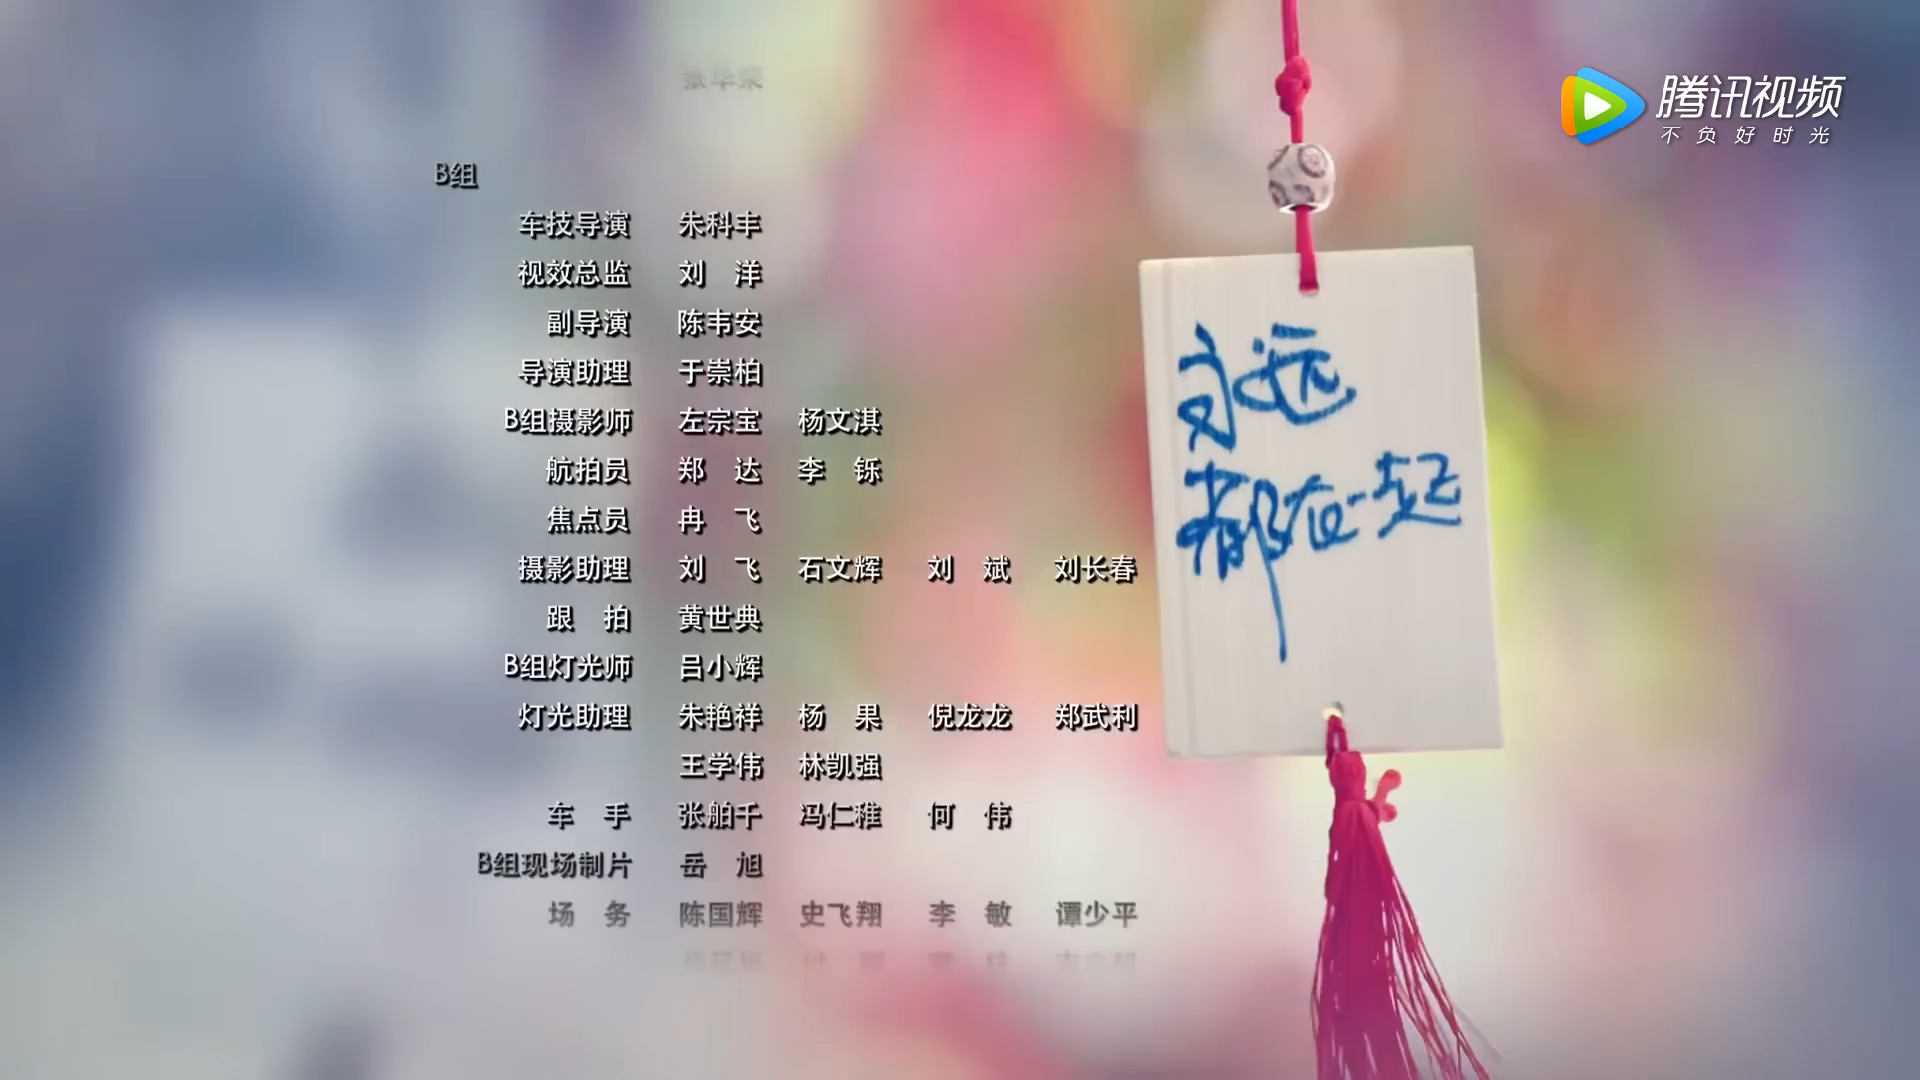 张华荣
腾讯视频
不负好时光
B组
车技导演 朱科丰
视效总监 刘 洋
副导演 陈韦安
导演助理 于崇柏
B组摄影师 左宗宝 杨文淇
航拍员 郑 达 李 铄
焦点员 冉 飞
摄影助理 刘 飞 石文辉 刘 斌 刘长春
跟 拍 黄世典
B组灯光师 吕小辉
灯光助理 朱艳祥 杨 果 倪龙龙 郑武利
王学伟 林凯强
车 手 张舶千 冯仁稚 何 伟
B组现场制片 岳 旭
场 务 陈国辉 史飞翔 李 敏 谭少平
永远
都在一起